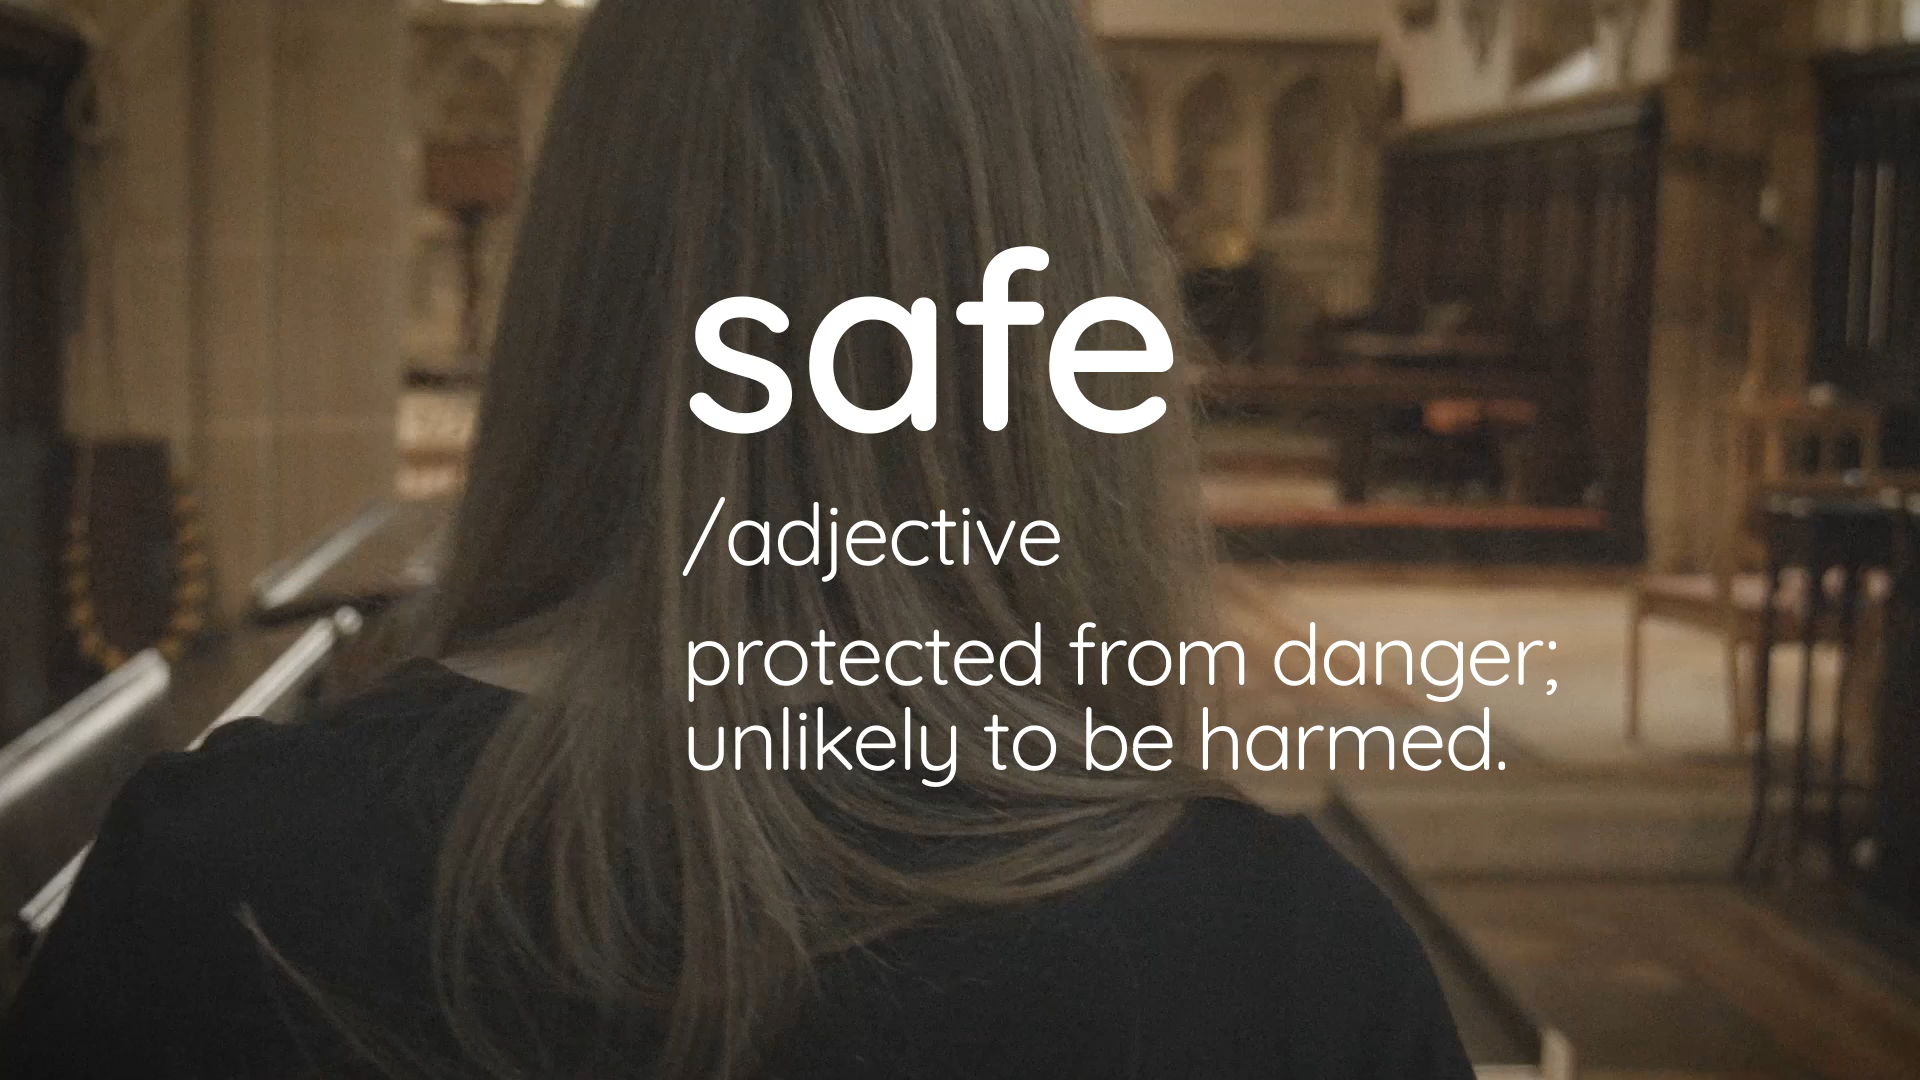 safe
/adjective
protected from danger;
unlikely to be harmed.